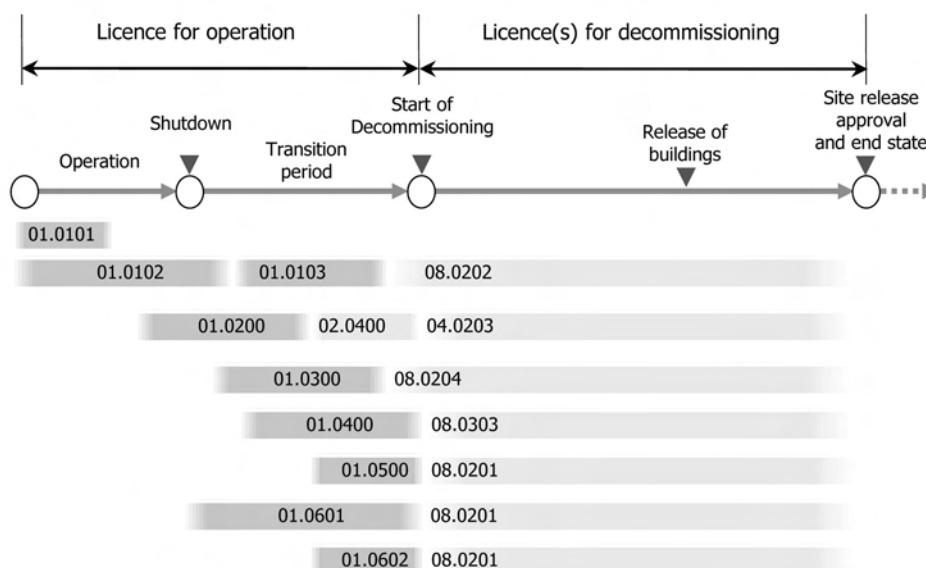 Licence for operation
Licence(s) for decommissioning
Shutdown
Start of
Decommissioning
Site release
approval
and end state
Operation
Transition
period
Release of
buildings
01.0101
01.0102 01.0103 08.0202
01.0200 02.0400 04.0203
01.0300 08.0204
01.0400 08.0303
01.0500 08.0201
01.0601 08.0201
01.0602 08.0201